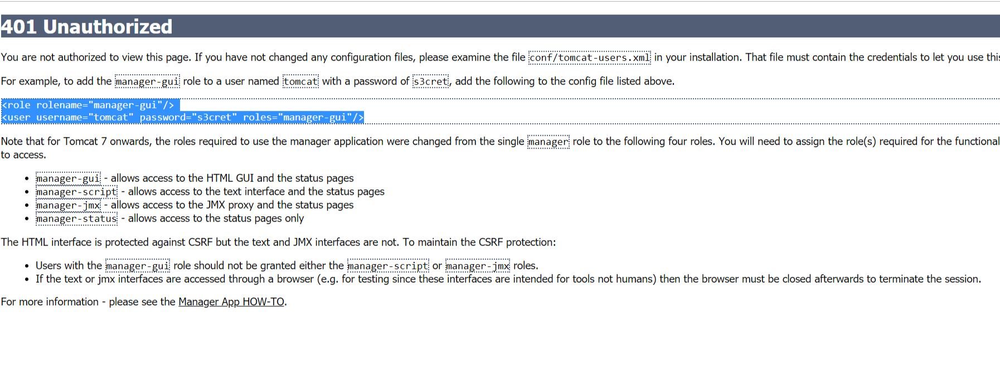 401 Unauthorized
You are not authorized to view this page. If you have not changed any configuration files, please examine the file conf/tomcat-users.xml in your installation. That file must contain the credentials to let you use this
For example, to add the manager-gui role to a user named tomcat with a password of s3cret, add the following to the config file listed above.
<role rolename="manager-gui"/>
<user username="tomcat" password="s3cret" roles="manager-gui"/>
Note that for Tomcat 7 onwards, the roles required to use the manager application were changed from the single manager role to the following four roles. You will need to assign the role(s) required for the functional
to access.
• manager-gui - allows access to the HTML GUI and the status pages
• manager-script - allows access to the text interface and the status pages
• manager-jmx - allows access to the JMX proxy and the status pages
• manager-status - allows access to the status pages only
The HTML interface is protected against CSRF but the text and JMX interfaces are not. To maintain the CSRF protection:
• Users with the manager-gui role should not be granted either the manager-script or manager-jmx roles.
• If the text or jmx interfaces are accessed through a browser (e.g. for testing since these interfaces are intended for tools not humans) then the browser must be closed afterwards to terminate the session.
For more information - please see the Manager App HOW-TO.